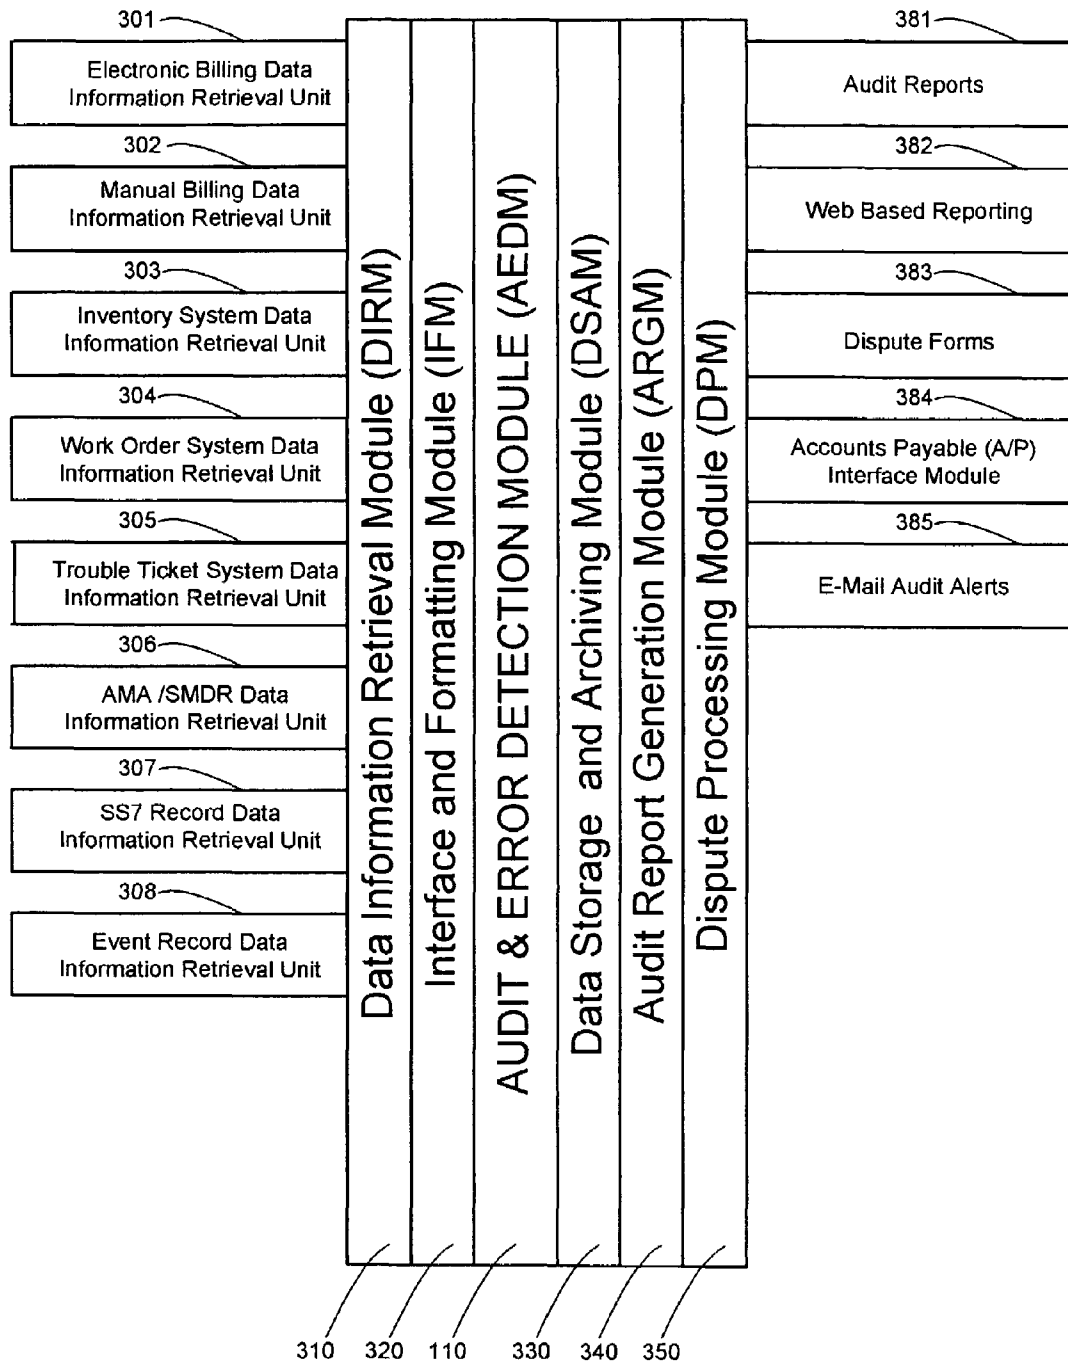 301
Electronic Billing Data
Information Retrieval Unit
302
Manual Billing Data
Information Retrieval Unit
303
Inventory System Data
Information Retrieval Unit
304
Work Order System Data
Information Retrieval Unit
305
Trouble Ticket System Data
Information Retrieval Unit
306
AMA /SMDR Data
Information Retrieval Unit
307
SS7 Record Data
Information Retrieval Unit
308
Event Record Data
Information Retrieval Unit
Data Information Retrieval Module (DIRM)
Interface and Formatting Module (IFM)
AUDIT & ERROR DETECTION MODULE (AEDM)
Data Storage and Archiving Module (DSAM)
Audit Report Generation Module (ARGM)
Dispute Processing Module (DPM)
381
Audit Reports
382
Web Based Reporting
383
Dispute Forms
384
Accounts Payable (A/P)
Interface Module
385
E-Mail Audit Alerts
310 320 110 330 340 350